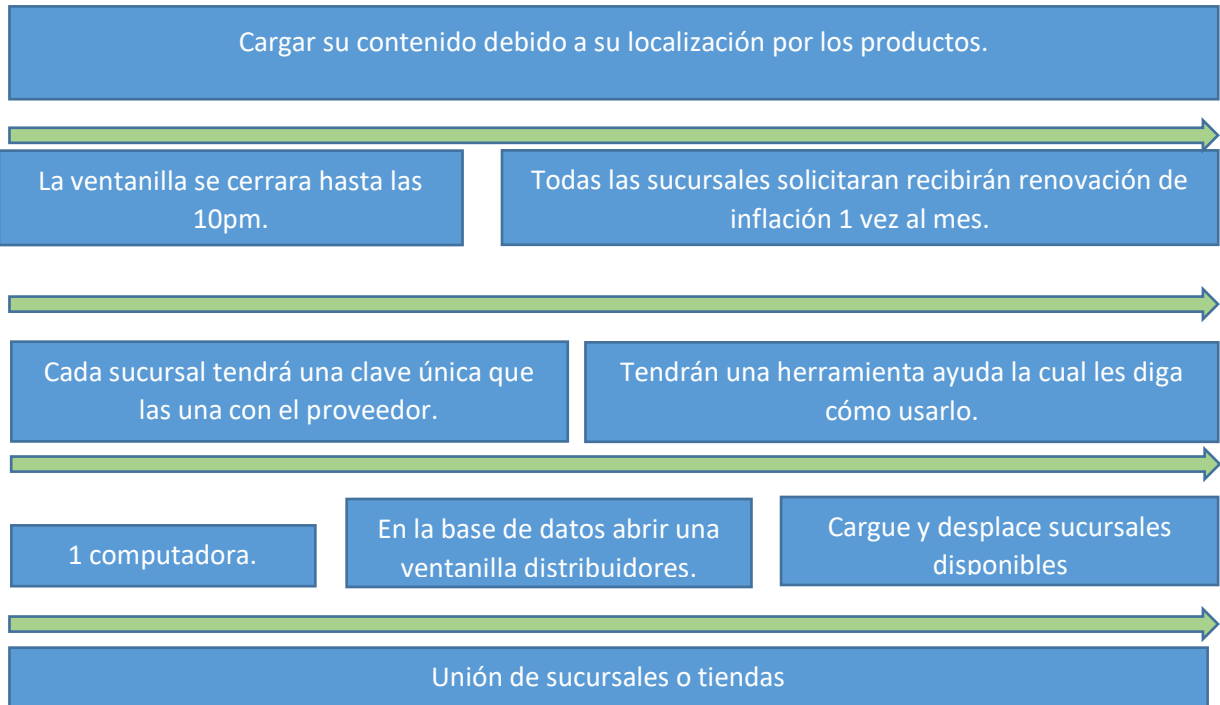 Cargar su contenido debido a su localización por los productos.
La ventanilla se cerrara hasta las
10pm.
Todas las sucursales solicitaran recibirán renovación de
inflación 1 vez al mes.
Cada sucursal tendrá una clave única que
las una con el proveedor.
Tendrán una herramienta ayuda la cual les diga
cómo usarlo.
1 computadora.
En la base de datos abrir una
ventanilla distribuidores.
Cargue y desplace sucursales
disponibles
Unión de sucursales o tiendas